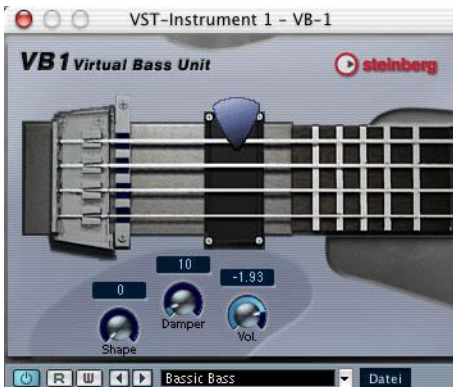 VST-Instrument 1 - VB-1
VB1 Virtual Bass Unit
steinberg
10
0
-1.93
Damper
Vol.
Shape
R W Bassic Bass Datei